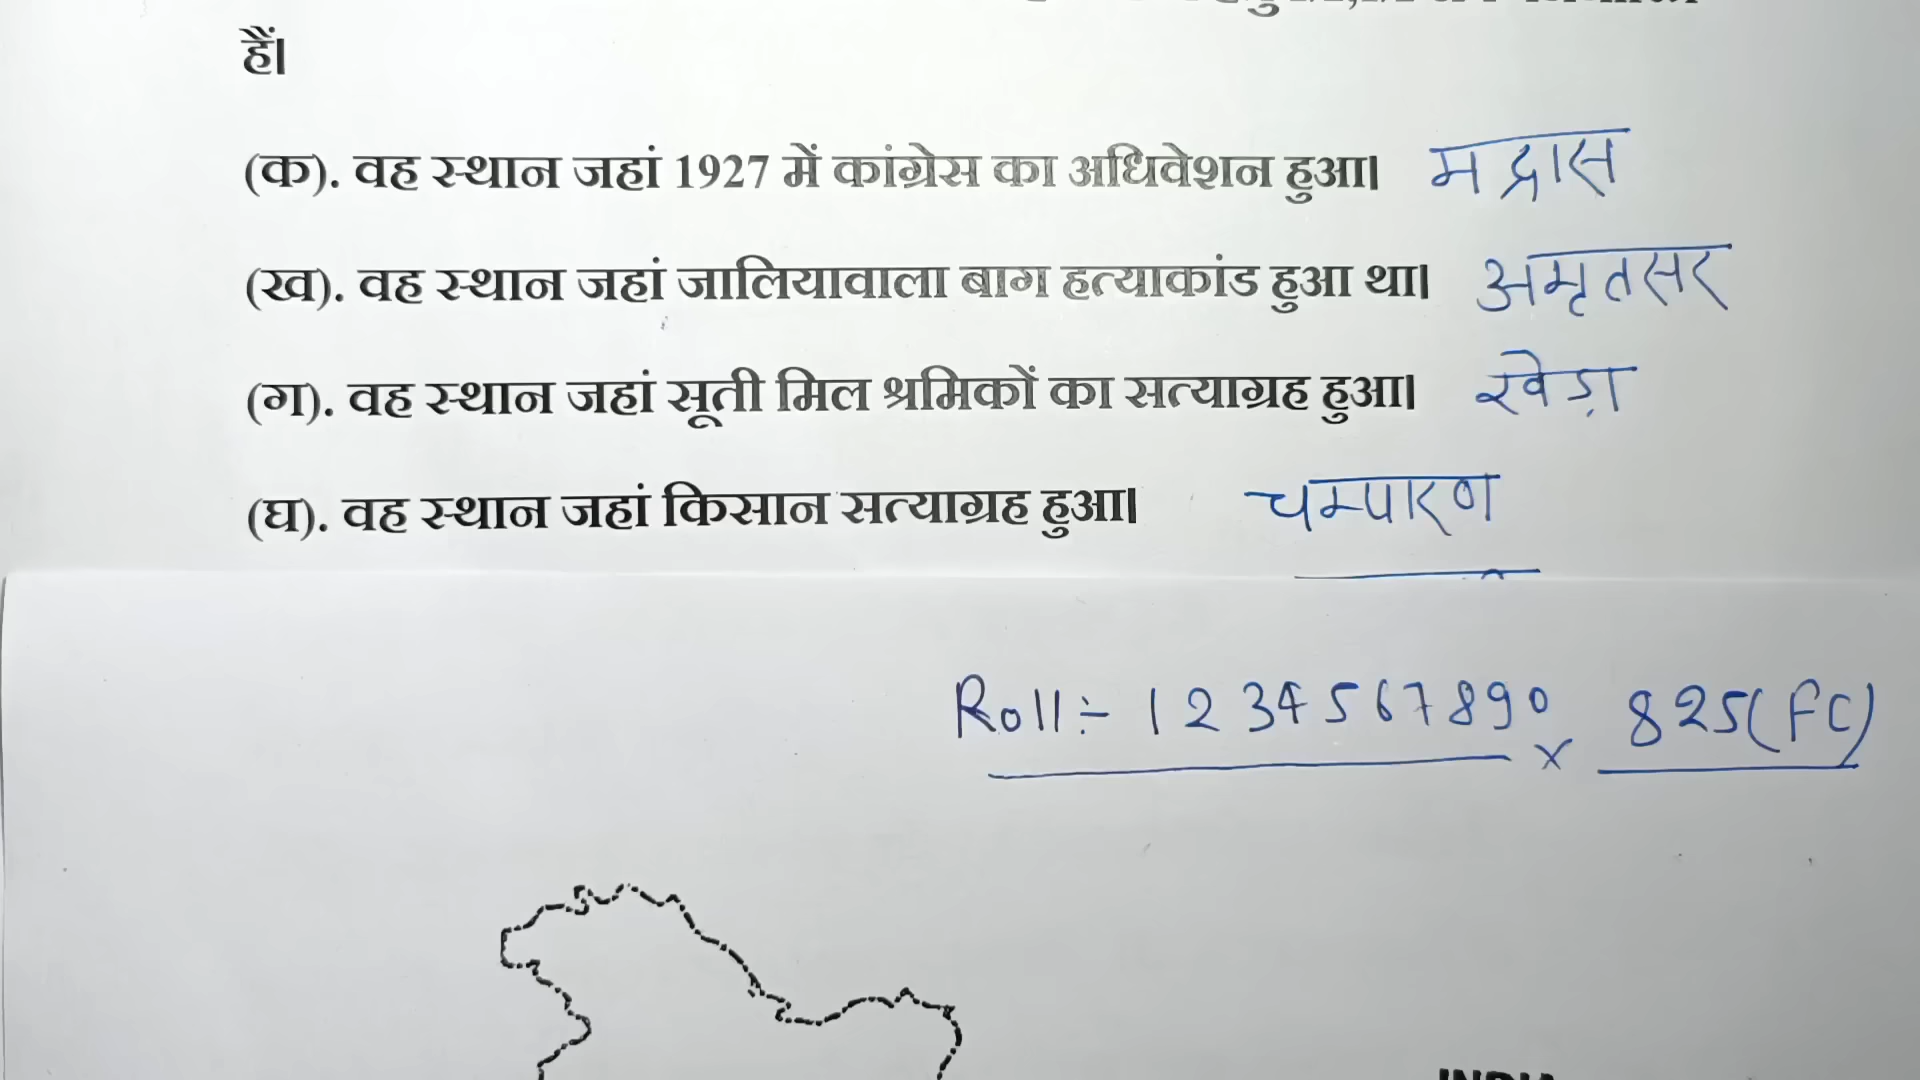 हैं।
(क). वह स्थान जहां 1927 में कांग्रेस का अधिवेशन हुआ। मद्रास
(ख). वह स्थान जहां जालियावाला बाग हत्याकांड हुआ था। अमृतसर
(ग). वह स्थान जहां सूती मिल श्रमिकों का सत्याग्रह हुआ। खेड़ा
(घ). वह स्थान जहां किसान सत्याग्रह हुआ। चम्पारण
Roll:- 1234567890 x 825(FC)
INDIA